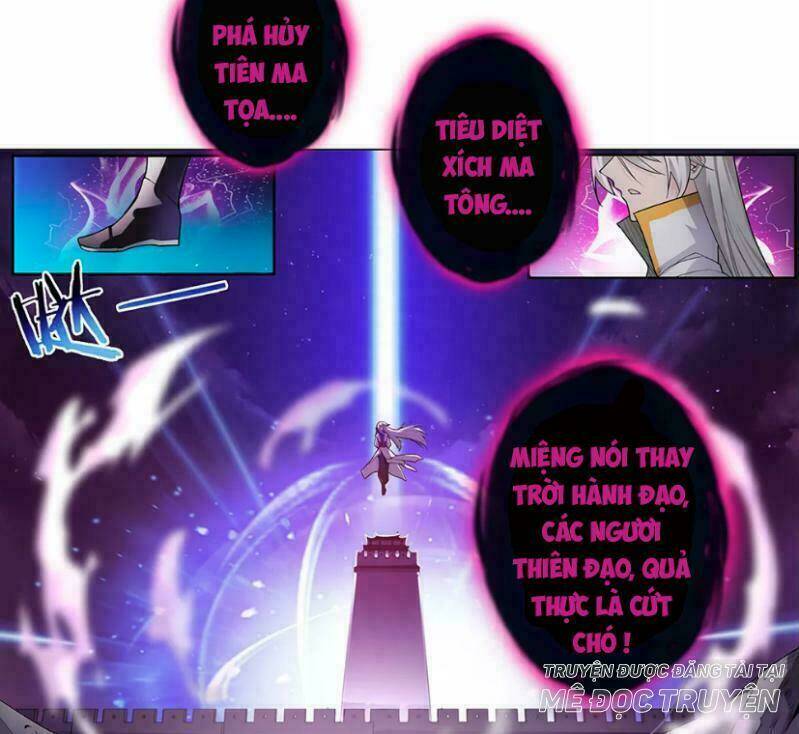 PHÁ HỦY
TIÊN MA
TỌA....
TIÊU DIỆT
XÍCH MA
TÔNG....
MIỆNG NÓI THAY
TRỜI HÀNH ĐẠO,
CÁC NGƯƠI
THIÊN ĐẠO, QUẢ
THỰC LÀ CỨT
CHÓ !
TRUYỆN ĐƯỢC ĐĂNG TẢI TẠI
MÊ ĐỌC TRUYỆN